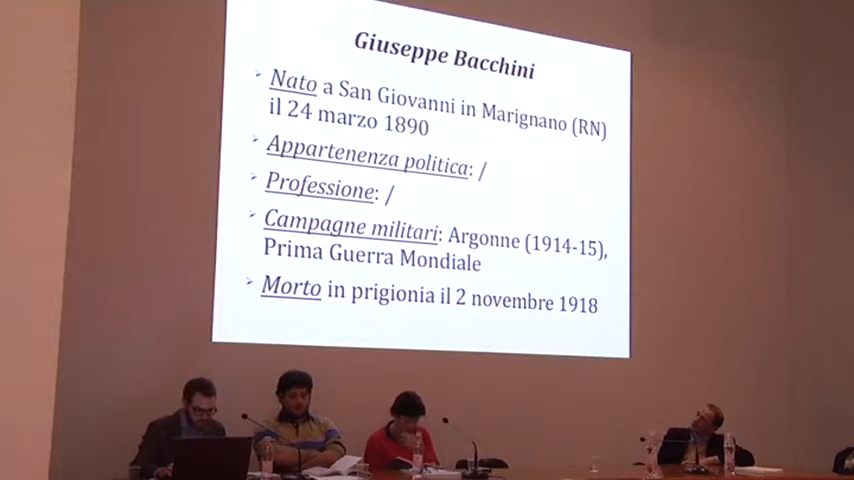 Giuseppe Bacchini
Nato a San Giovanni in Marignano (RN)
il 24 marzo 1890
Appartenenza politica: /
Professione: /
Campagne militari: Argonne (1914-15),
Prima Guerra Mondiale
Morto in prigionia il 2 novembre 1918